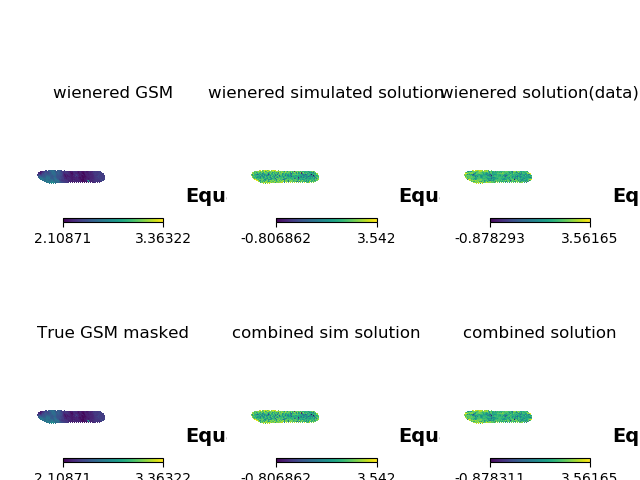 wienered GSM
wienered simulated solution
wienered solution(data)
Equ
Equ
Eq
2.10871 3.36322
-0.806862 3.542
-0.878293 3.56165
True GSM masked
combined sim solution
combined solution
Equ
Equ
Eq
2.10871 3.36322
-0.806862 3.542
-0.878311 3.56165